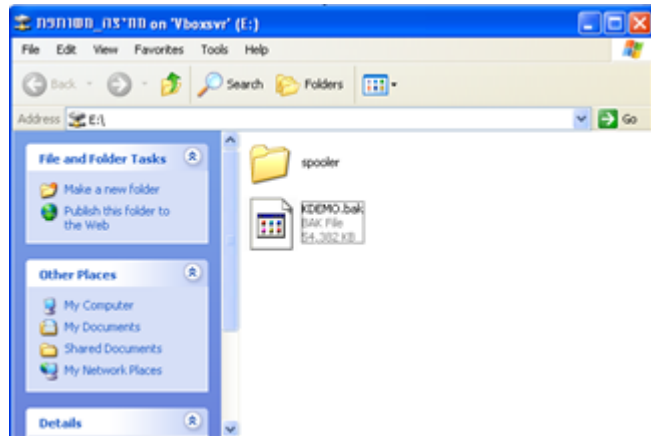 מחיצה_משותפת on 'Vboxsvr' (E:)
File Edit View Favorites Tools Help
Back Search Folders
Address E:\ Go
File and Folder Tasks
Make a new folder
Publish this folder to
the Web
Other Places
My Computer
My Documents
Shared Documents
My Network Places
Details
spooler
KDEMO.bak
BAK File
54,382 KB